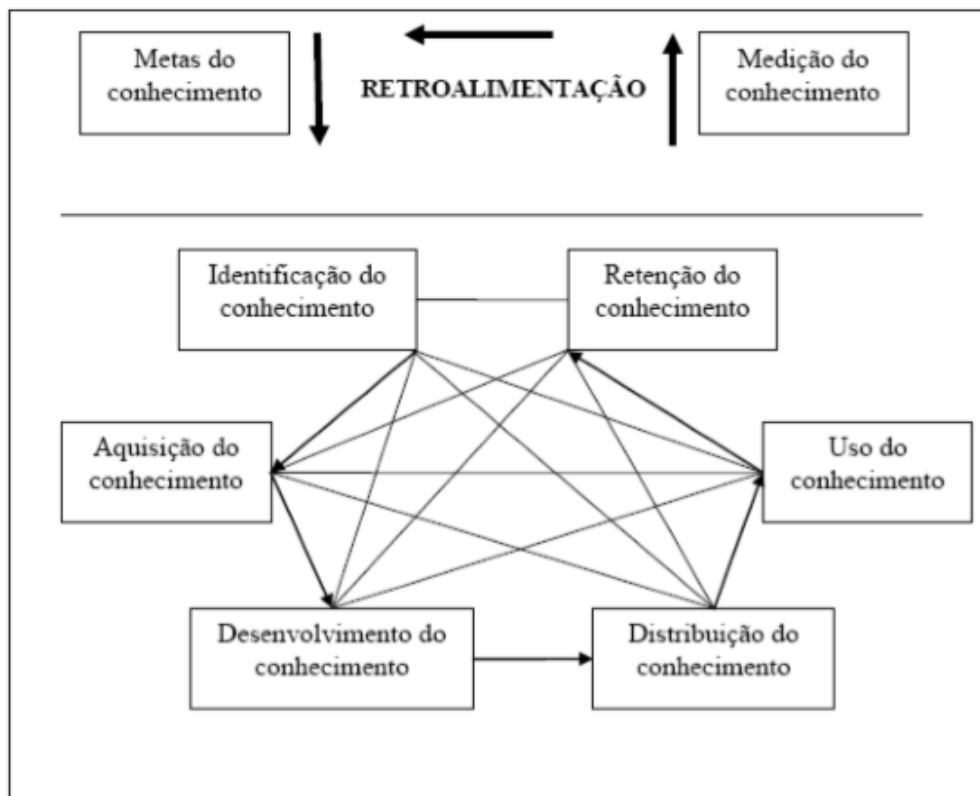 Metas do
conhecimento
RETROALIMENTAÇÃO
Medição do
conhecimento
Identificação do
conhecimento
Retenção do
conhecimento
Aquisição do
conhecimento
Uso do
conhecimento
Desenvolvimento do
conhecimento
Distribuição do
conhecimento